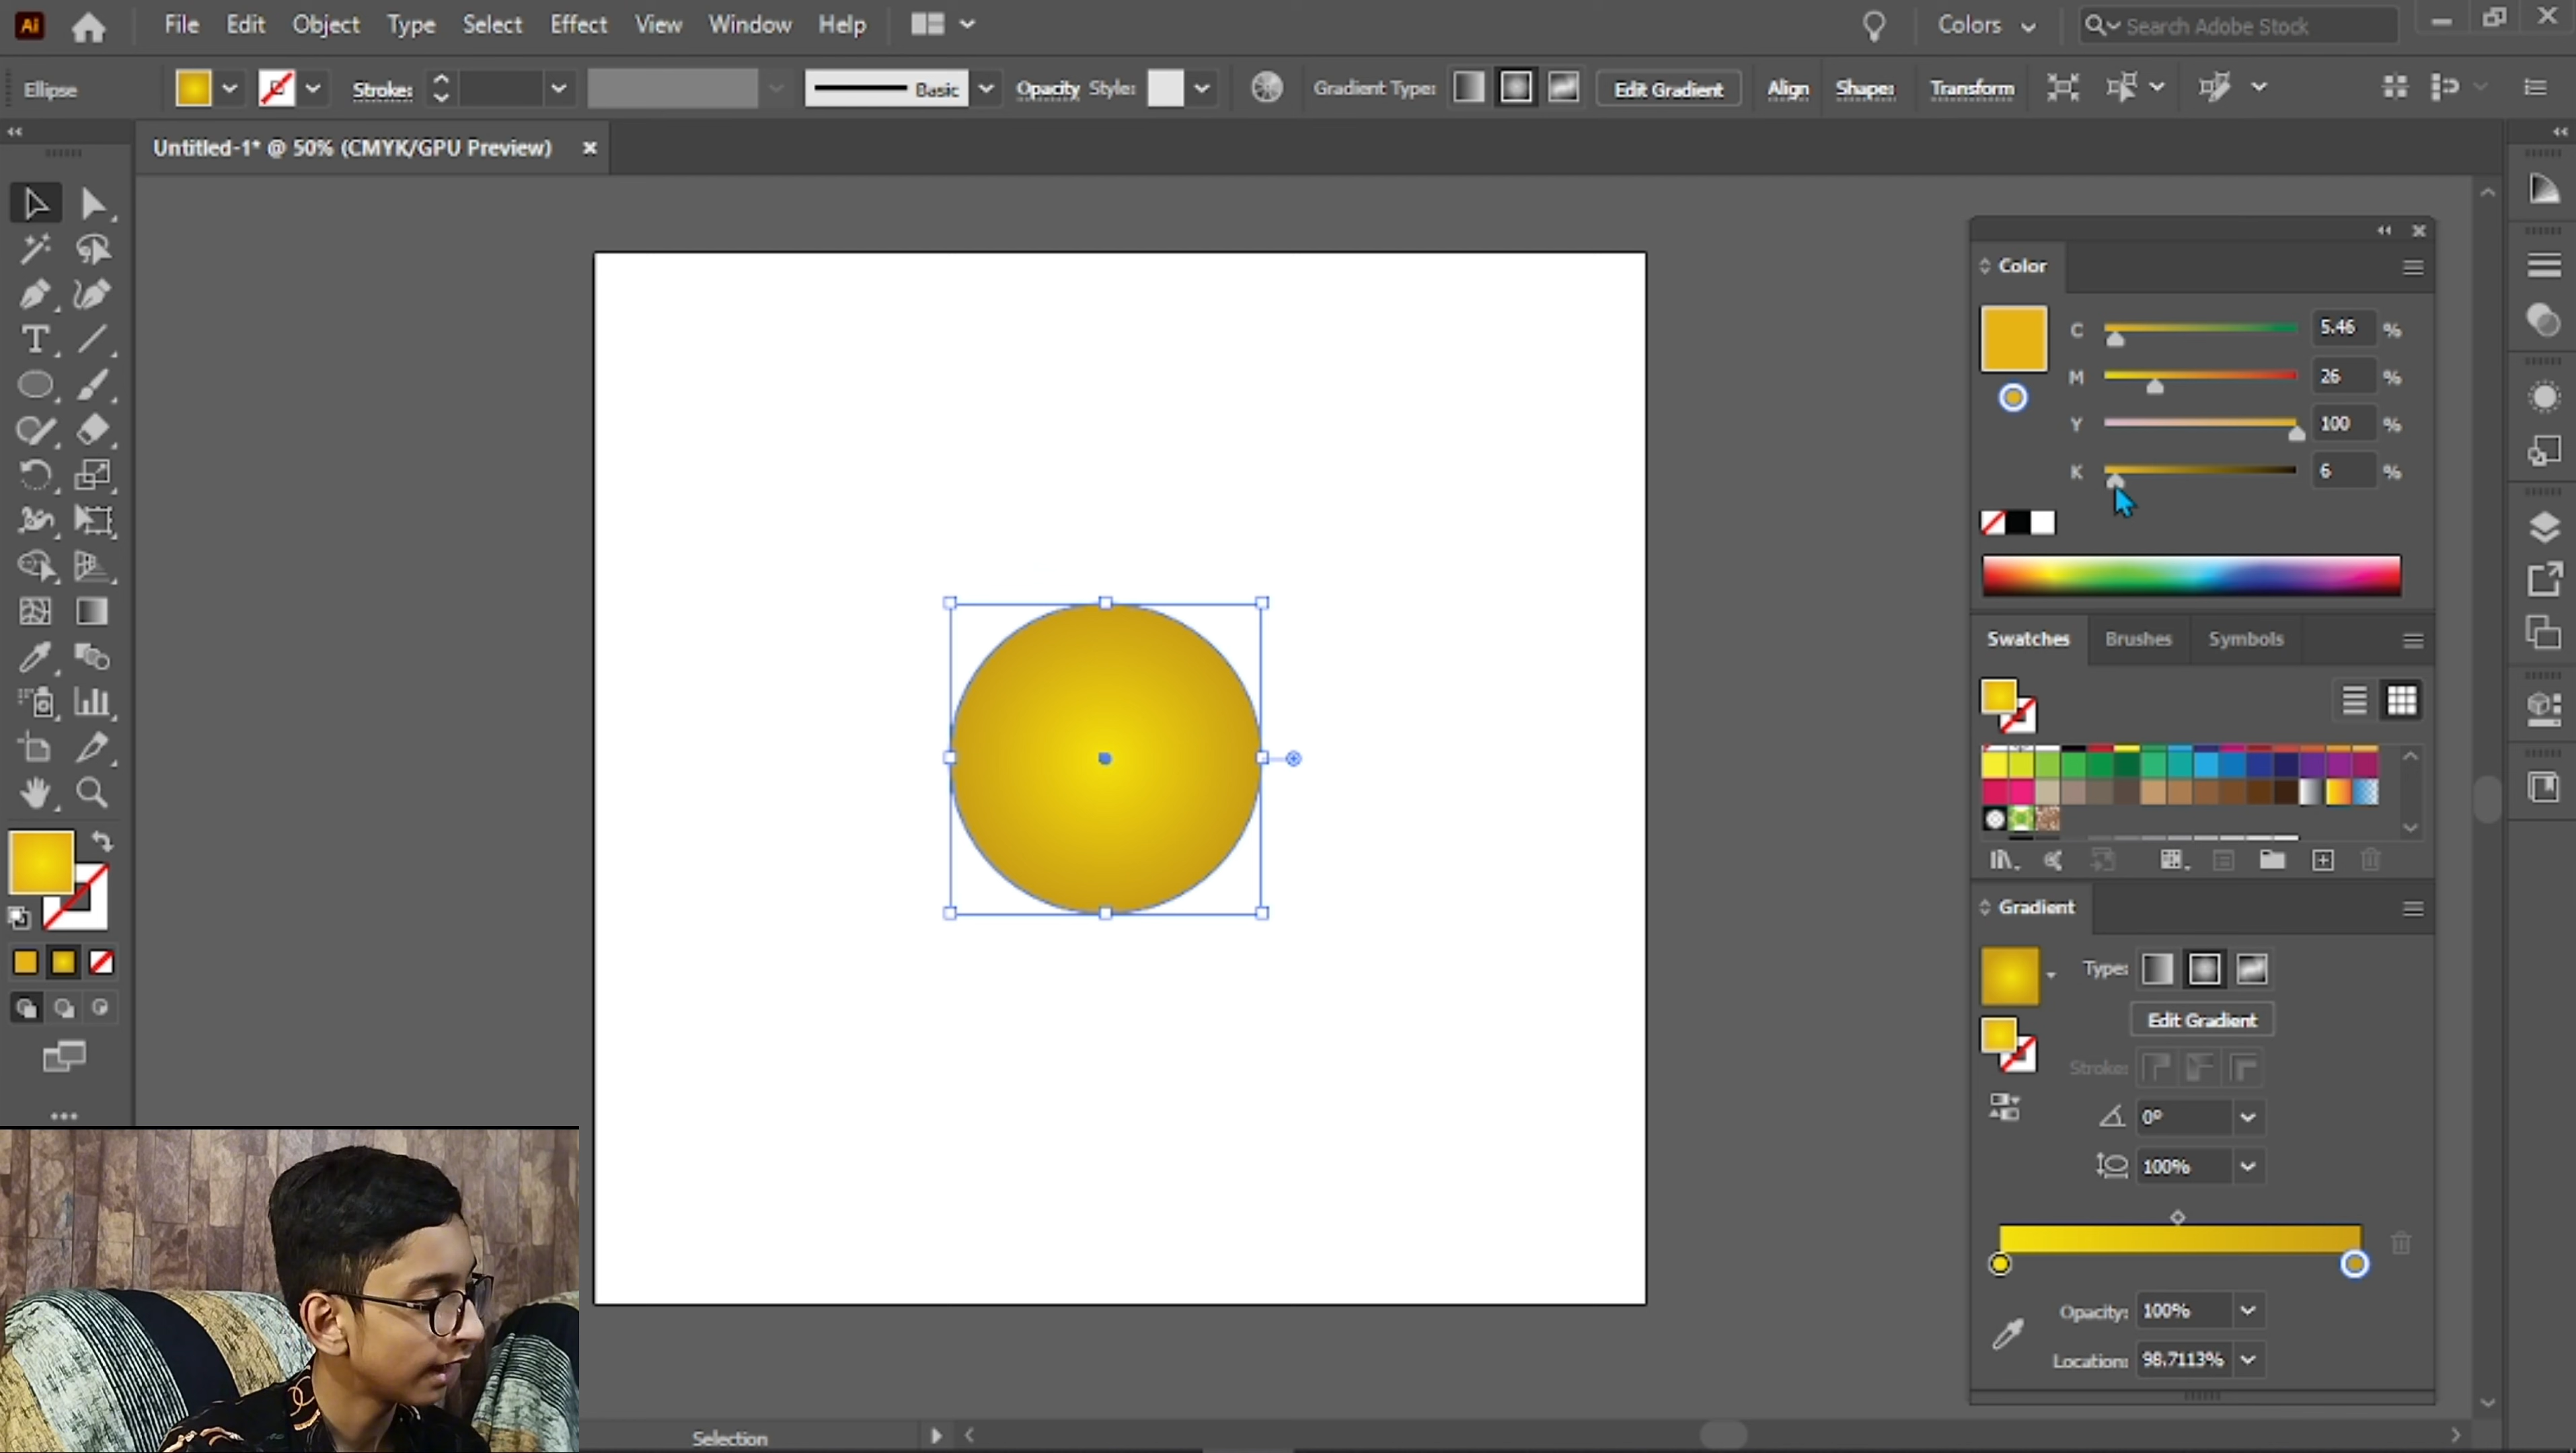 Ai File Edit Object Type Select Effect View Window Help Colors Search Adobe Stock
Ellipse Stroke: Basic Opacity Style: Gradient Type: Edit Gradient Align Shape: Transform
Untitled-1* @ 50% (CMYK/GPU Preview) ×
Color
C 5.46 %
M 26 %
Y 100 %
K 6 %
Swatches Brushes Symbols
Gradient
Type:
Edit Gradient
Stroke:
0°
100%
Opacity: 100%
Location: 98.7113%
Selection